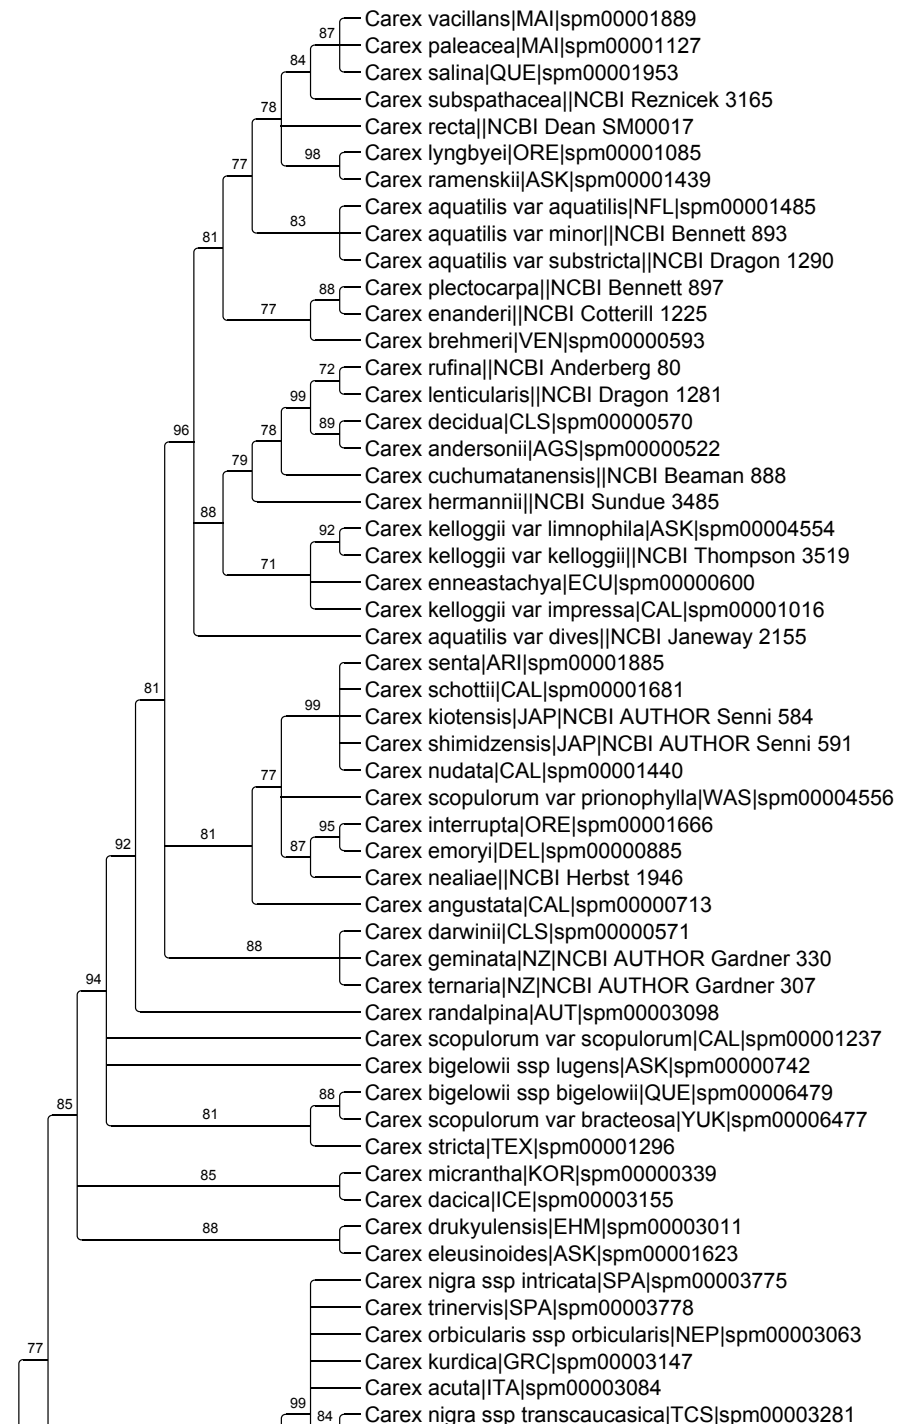 Carex vacillans|MAI|spm00001889
87
Carex paleacea|MAI|spm00001127
84
Carex salina|QUE|spm00001953
Carex subspathacea||NCBI Reznicek 3165
78
Carex recta||NCBI Dean SM00017
98
Carex lyngbyei|ORE|spm00001085
77
Carex ramenskii|ASK|spm00001439
Carex aquatilis var aquatilis|NFL|spm00001485
83
Carex aquatilis var minor||NCBI Bennett 893
81
Carex aquatilis var substricta||NCBI Dragon 1290
88
Carex plectocarpa||NCBI Bennett 897
77
Carex enanderi||NCBI Cotterill 1225
Carex brehmeri|VEN|spm00000593
72
Carex rufina||NCBI Anderberg 80
99
Carex lenticularis||NCBI Dragon 1281
89
Carex decidua|CLS|spm00000570
96
78
Carex andersonii|AGS|spm00000522
79
Carex cuchumatanensis||NCBI Beaman 888
Carex hermannii||NCBI Sundue 3485
88
92
Carex kelloggii var limnophila|ASK|spm00004554
Carex kelloggii var kelloggii||NCBI Thompson 3519
71
Carex enneastachya|ECU|spm00000600
Carex kelloggii var impressa|CAL|spm00001016
Carex aquatilis var dives||NCBI Janeway 2155
Carex senta|ARI|spm00001885
81
Carex schottii|CAL|spm00001681
99
Carex kiotensis|JAP|NCBI AUTHOR Senni 584
Carex shimidzensis|JAP|NCBI AUTHOR Senni 591
77
Carex nudata|CAL|spm00001440
Carex scopulorum var prionophylla|WAS|spm00004556
95
Carex interrupta|ORE|spm00001666
81
92
87
Carex emoryi|DEL|spm00000885
Carex nealiae||NCBI Herbst 1946
Carex angustata|CAL|spm00000713
Carex darwinii|CLS|spm00000571
88
Carex geminata|NZ|NCBI AUTHOR Gardner 330
94
Carex ternaria|NZ|NCBI AUTHOR Gardner 307
Carex randalpina|AUT|spm00003098
Carex scopulorum var scopulorum|CAL|spm00001237
Carex bigelowii ssp lugens|ASK|spm00000742
88
Carex bigelowii ssp bigelowii|QUE|spm00006479
85
81
Carex scopulorum var bracteosa|YUK|spm00006477
Carex stricta|TEX|spm00001296
85
Carex micrantha|KOR|spm00000339
Carex dacica|ICE|spm00003155
88
Carex drukyulensis|EHM|spm00003011
Carex eleusinoides|ASK|spm00001623
Carex nigra ssp intricata|SPA|spm00003775
Carex trinervis|SPA|spm00003778
Carex orbicularis ssp orbicularis|NEP|spm00003063
77
Carex kurdica|GRC|spm00003147
Carex acuta|ITA|spm00003084
99
84
Carex nigra ssp transcaucasica|TCS|spm00003281